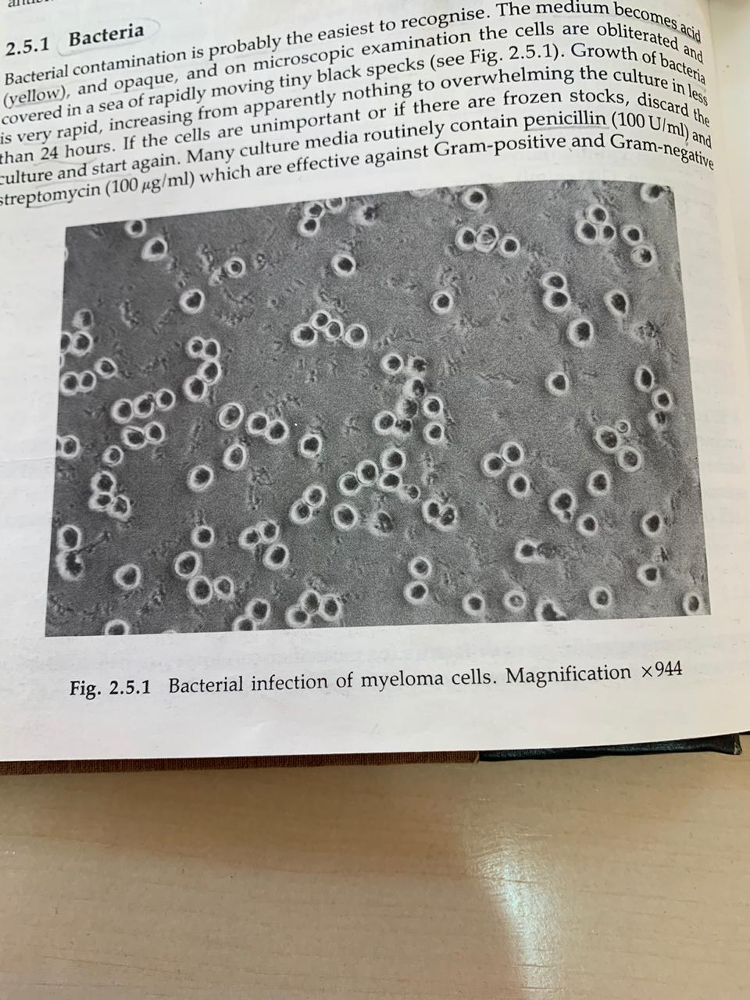 2.5.1 Bacteria
Bacterial contamination is probably the easiest to recognise. The medium becomes acid
(yellow), and opaque, and on microscopic examination the cells are obliterated and
covered in a sea of rapidly moving tiny black specks (see Fig. 2.5.1). Growth of bacteria
is very rapid, increasing from apparently nothing to overwhelming the culture in less
than 24 hours. If the cells are unimportant or if there are frozen stocks, discard the
culture and start again. Many culture media routinely contain penicillin (100 U/ml) and
streptomycin (100 μg/ml) which are effective against Gram-positive and Gram-negative
Fig. 2.5.1 Bacterial infection of myeloma cells. Magnification ×944